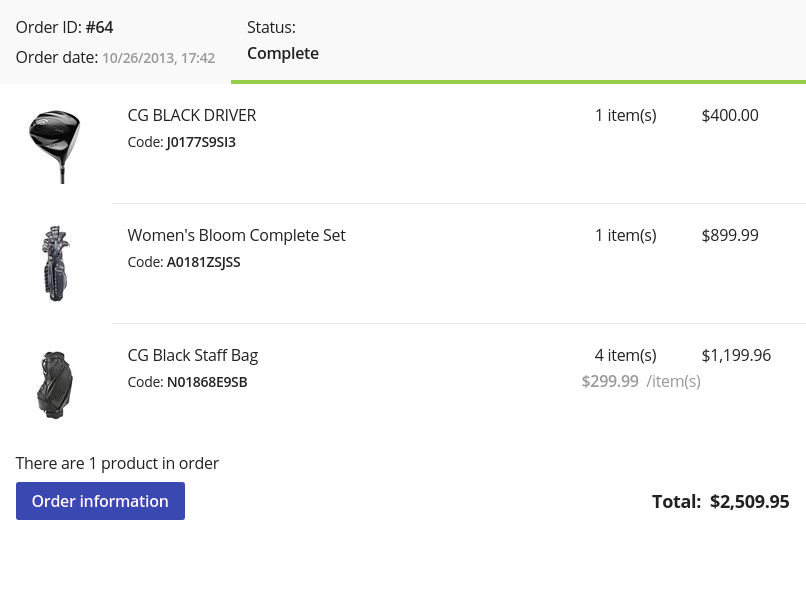 Order ID: #64
Order date: 10/26/2013, 17:42
Status:
Complete
CG BLACK DRIVER 1 item(s) $400.00
Code: J0177S9SI3
Women's Bloom Complete Set 1 item(s) $899.99
Code: A0181ZSJSS
CG Black Staff Bag 4 item(s) $1,199.96
Code: N01868E9SB $299.99 /item(s)
There are 1 product in order
Order information Total: $2,509.95